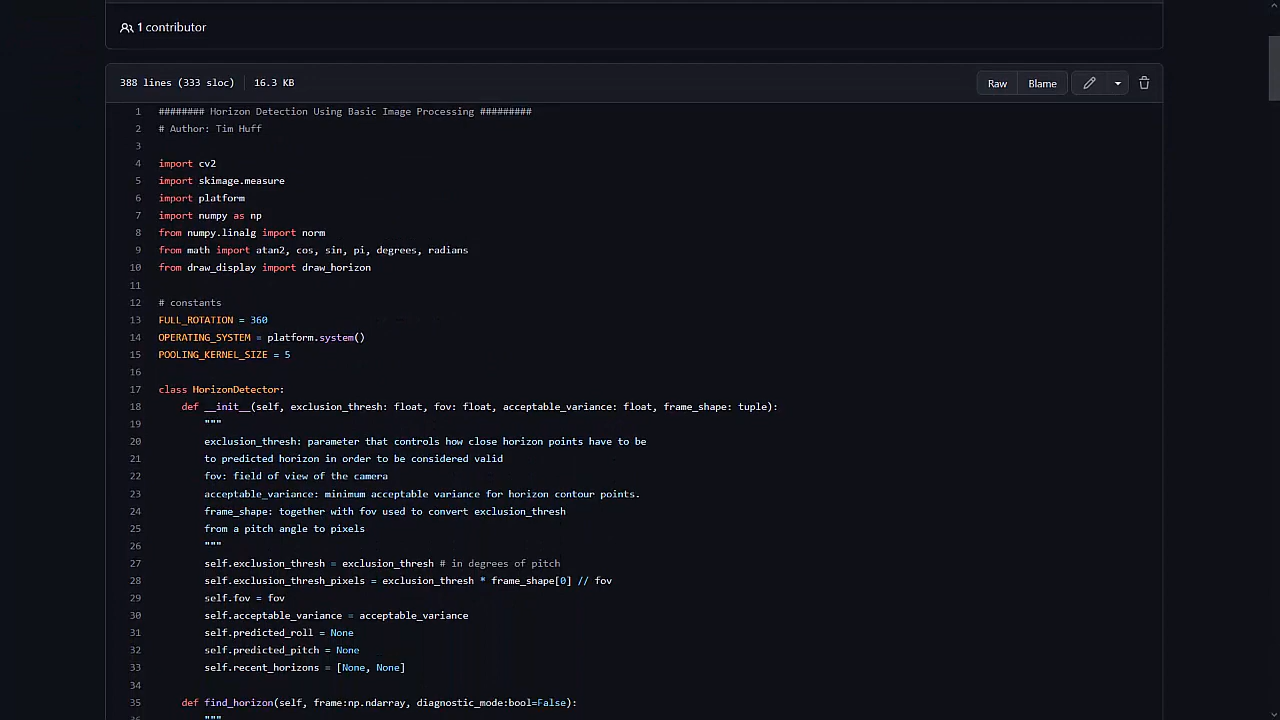 1 contributor
388 lines (333 sloc) 16.3 KB Raw Blame
1 ######## Horizon Detection Using Basic Image Processing #########
2 # Author: Tim Huff
3
4 import cv2
5 import skimage.measure
6 import platform
7 import numpy as np
8 from numpy.linalg import norm
9 from math import atan2, cos, sin, pi, degrees, radians
10 from draw_display import draw_horizon
11
12 # constants
13 FULL_ROTATION = 360
14 OPERATING_SYSTEM = platform.system()
15 POOLING_KERNEL_SIZE = 5
16
17 class HorizonDetector:
18 def __init__(self, exclusion_thresh: float, fov: float, acceptable_variance: float, frame_shape: tuple):
19 """
20 exclusion_thresh: parameter that controls how close horizon points have to be
21 to predicted horizon in order to be considered valid
22 fov: field of view of the camera
23 acceptable_variance: minimum acceptable variance for horizon contour points.
24 frame_shape: together with fov used to convert exclusion_thresh
25 from a pitch angle to pixels
26 """
27 self.exclusion_thresh = exclusion_thresh # in degrees of pitch
28 self.exclusion_thresh_pixels = exclusion_thresh * frame_shape[0] // fov
29 self.fov = fov
30 self.acceptable_variance = acceptable_variance
31 self.predicted_roll = None
32 self.predicted_pitch = None
33 self.recent_horizons = [None, None]
34
35 def find_horizon(self, frame:np.ndarray, diagnostic_mode:bool=False):
36 """